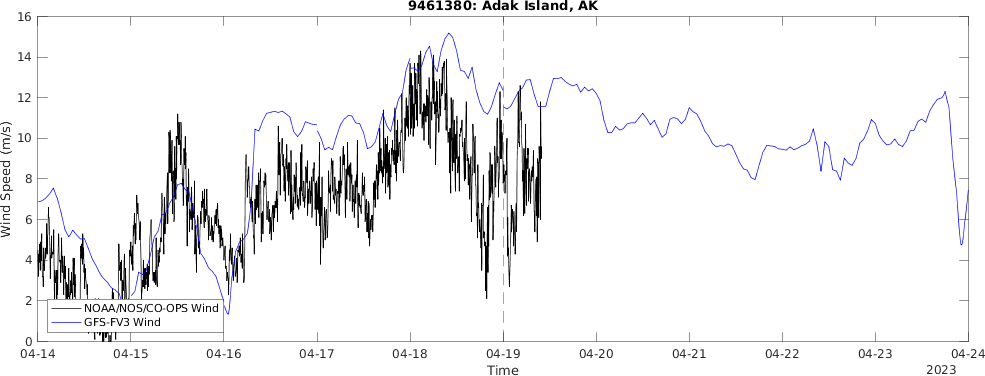 9461380: Adak Island, AK
Wind Speed (m/s)
16
14
12
10
8
6
4
2
0
NOAA/NOS/CO-OPS Wind
GFS-FV3 Wind
04-14 04-15 04-16 04-17 04-18 04-19 04-20 04-21 04-22 04-23 04-24
Time
2023